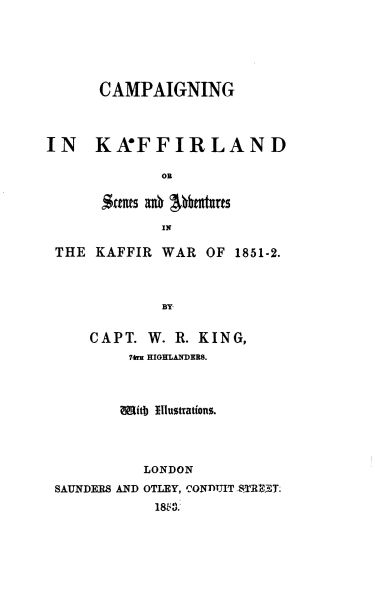 CAMPAIGNING
IN KAFFIRLAND
OR
Scenes and Adventures
IN
THE KAFFIR WAR OF 1851-2.
BY
CAPT. W. R. KING,
74TH HIGHLANDERS.
With Illustrations.
LONDON
SAUNDERS AND OTLEY, CONDUIT STREET.
1853.